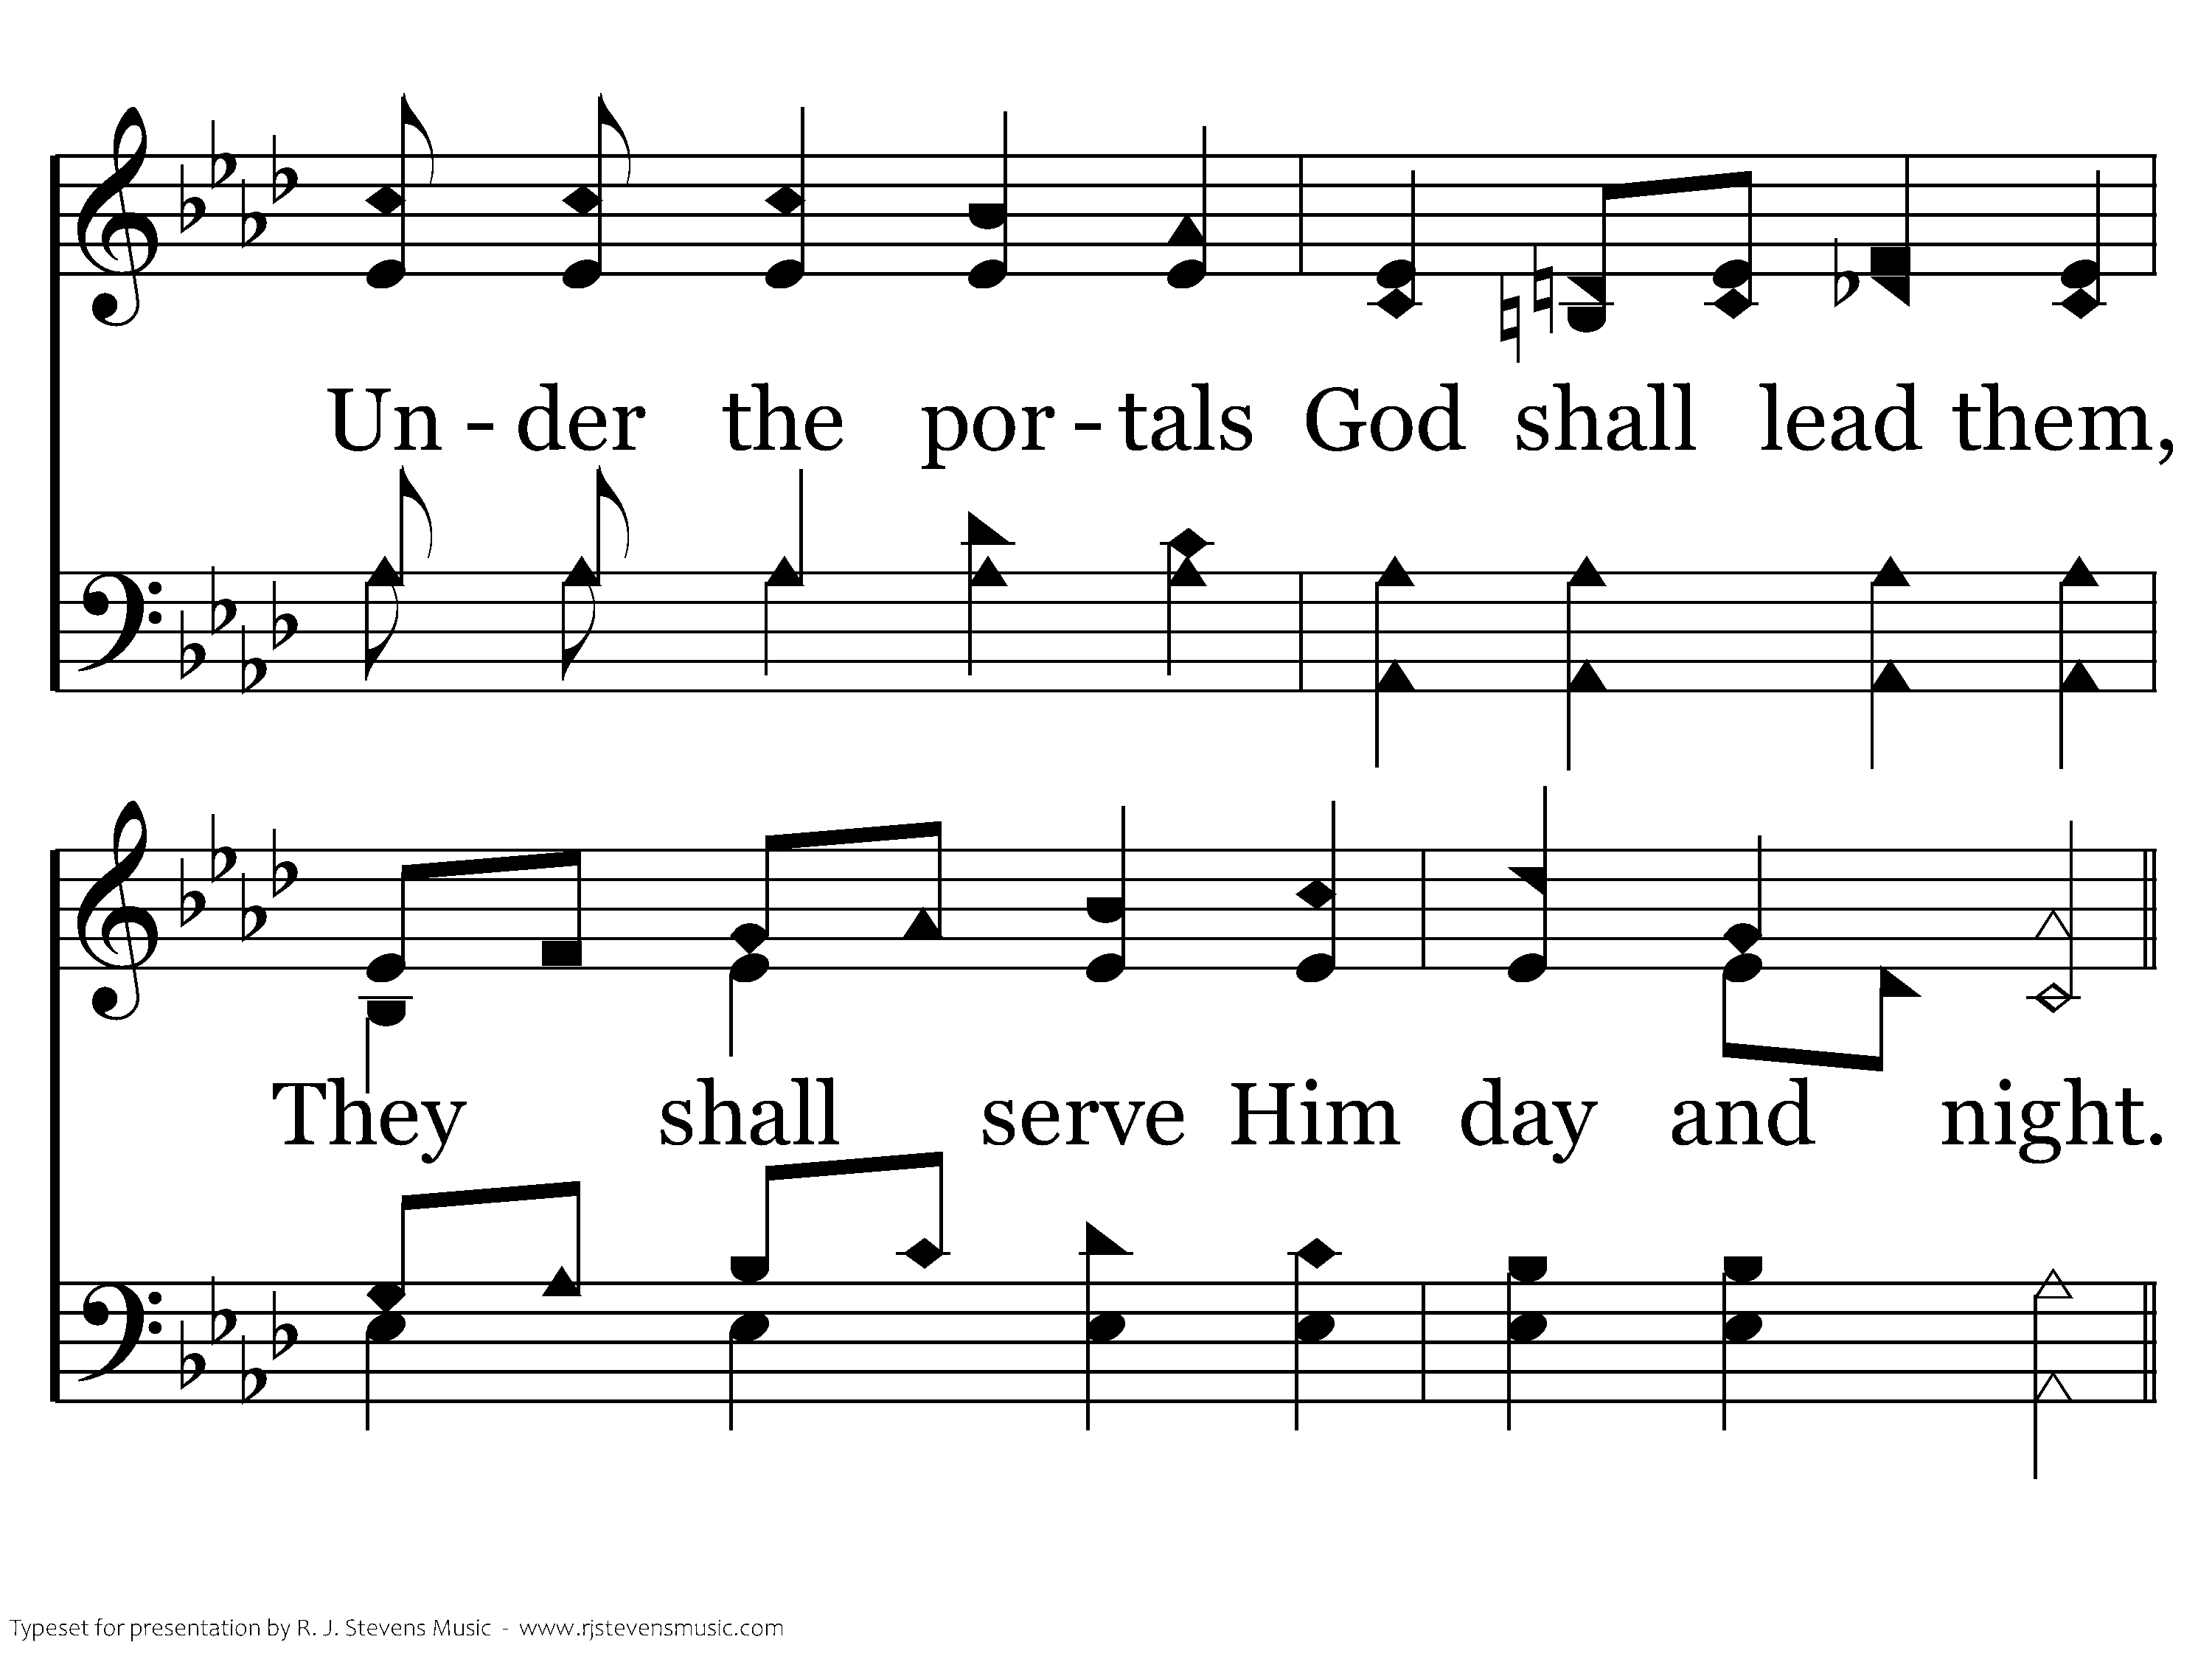 Un - der the por - tals God shall lead them,
They shall serve Him day and night.
Typeset for presentation by R. J. Stevens Music - www.rjstevensmusic.com